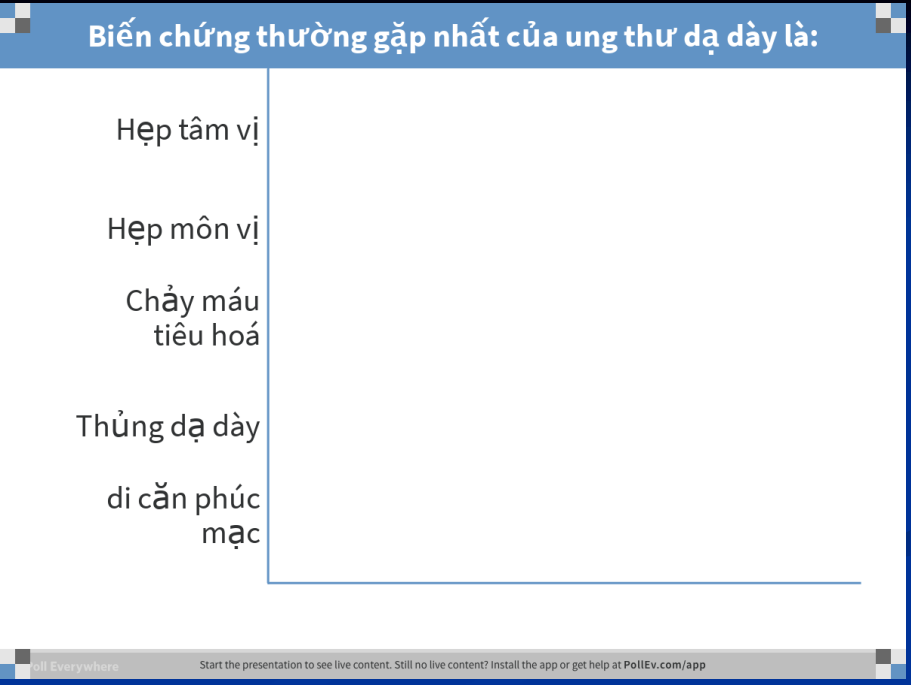 Biến chứng thường gặp nhất của ung thư dạ dày là:
Hẹp tâm vị
Hẹp môn vị
Chảy máu
tiêu hoá
Thủng dạ dày
di căn phúc
mạc
oll Everywhere
Start the presentation to see live content. Still no live content? Install the app or get help at PollEv.com/app